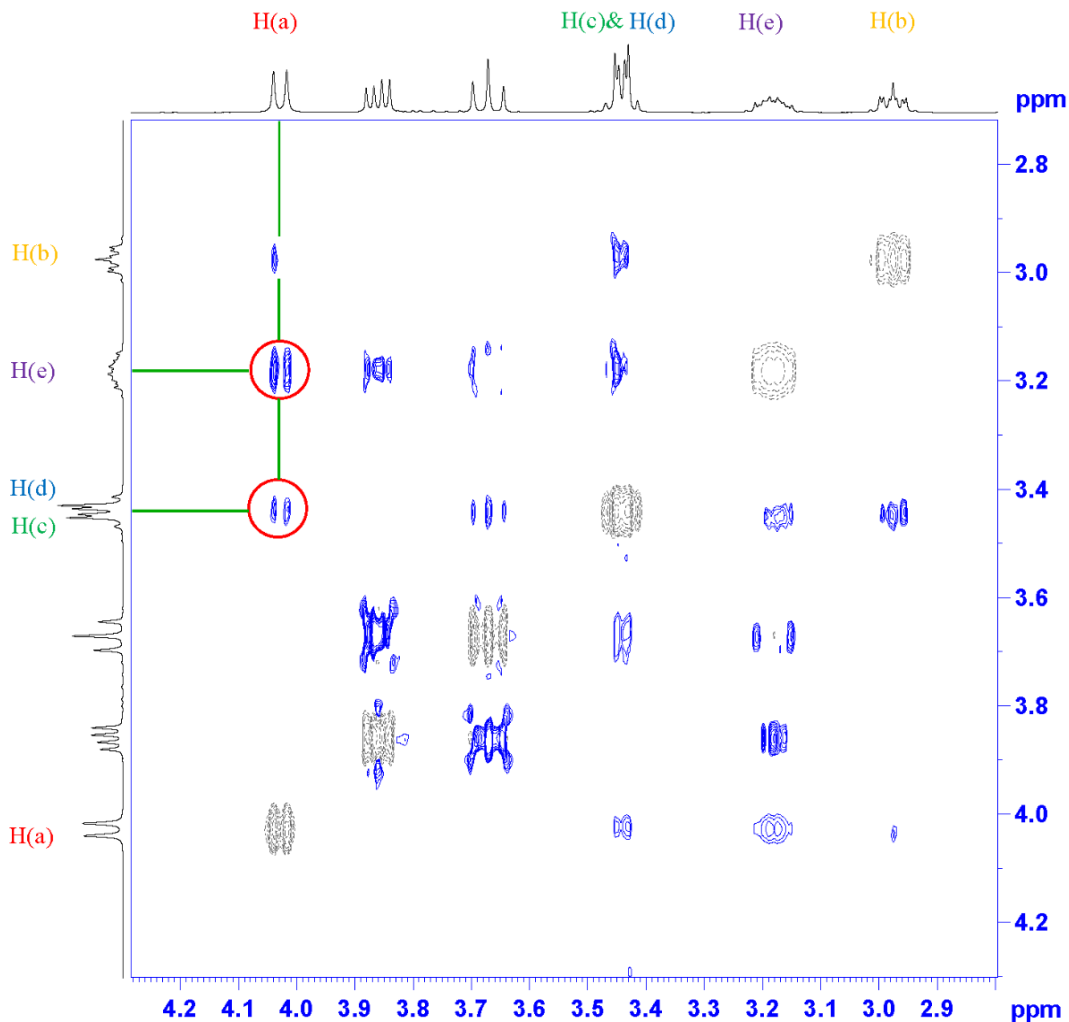 H(a) H(c)& H(d) H(e) H(b)
ppm
2.8
H(b)
3.0
H(e)
3.2
H(d)
3.4
H(c)
3.6
3.8
4.0
H(a)
4.2
4.2 4.1 4.0 3.9 3.8 3.7 3.6 3.5 3.4 3.3 3.2 3.1 3.0 2.9 ppm